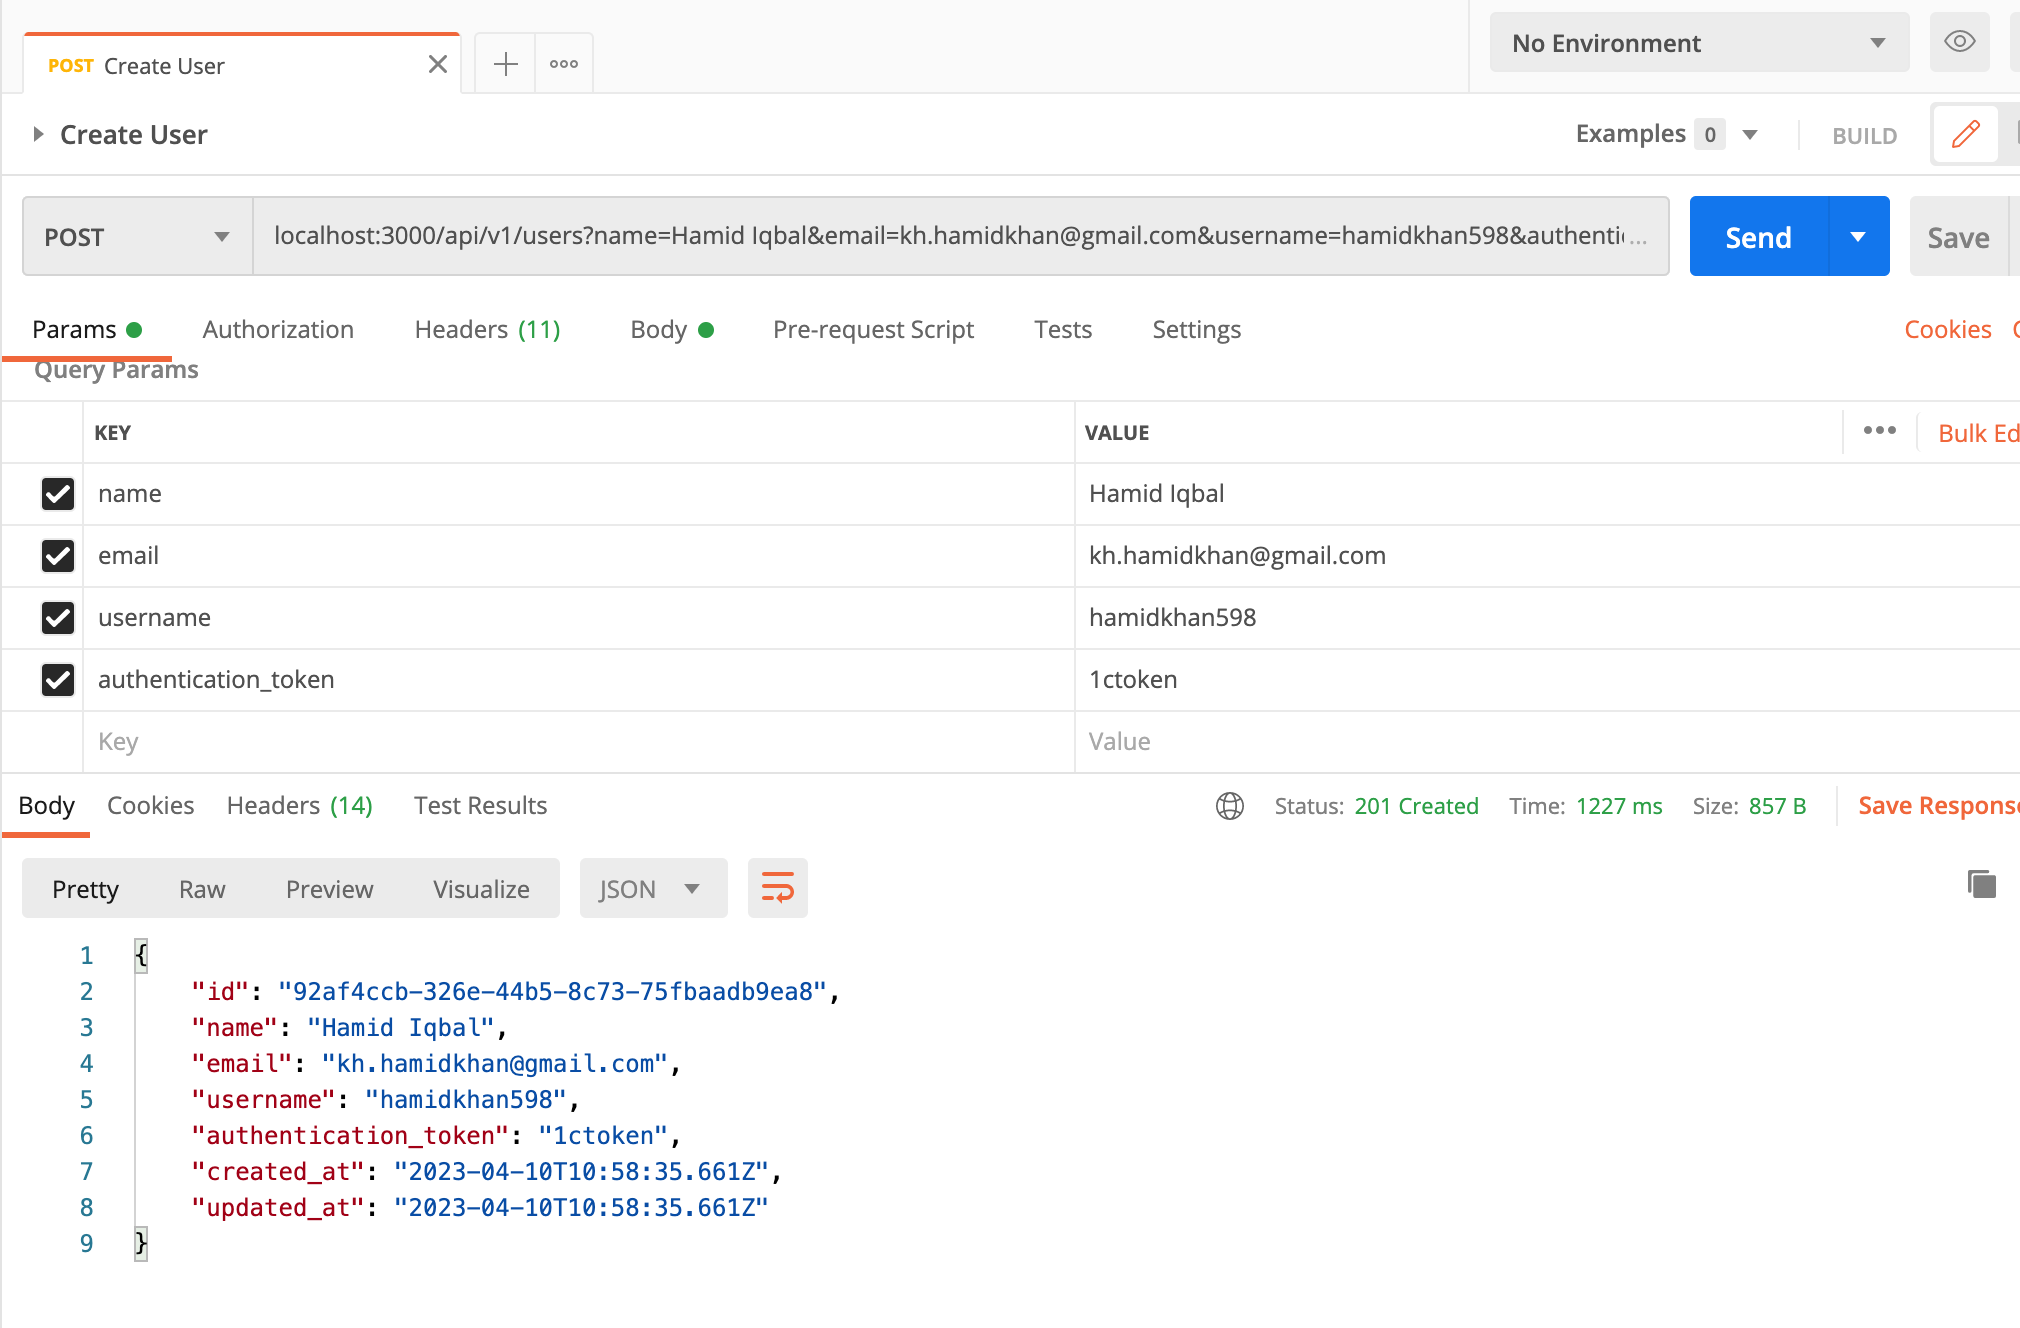 POST Create User
No Environment
Create User
Examples 0
BUILD
POST
localhost:3000/api/v1/users?name=Hamid Iqbal&email=kh.hamidkhan@gmail.com&username=hamidkhan598&authenti...
Send
Save
Params
Authorization
Headers (11)
Body
Pre-request Script
Tests
Settings
Cookies
Query Params
KEY
VALUE
Bulk Ed
name
Hamid Iqbal
email
kh.hamidkhan@gmail.com
username
hamidkhan598
authentication_token
1ctoken
Key
Value
Body
Cookies
Headers (14)
Test Results
Status: 201 Created
Time: 1227 ms
Size: 857 B
Save Respons
Pretty
Raw
Preview
Visualize
JSON
1 {
2 "id": "92af4ccb-326e-44b5-8c73-75fbaadb9ea8",
3 "name": "Hamid Iqbal",
4 "email": "kh.hamidkhan@gmail.com",
5 "username": "hamidkhan598",
6 "authentication_token": "1ctoken",
7 "created_at": "2023-04-10T10:58:35.661Z",
8 "updated_at": "2023-04-10T10:58:35.661Z"
9 }